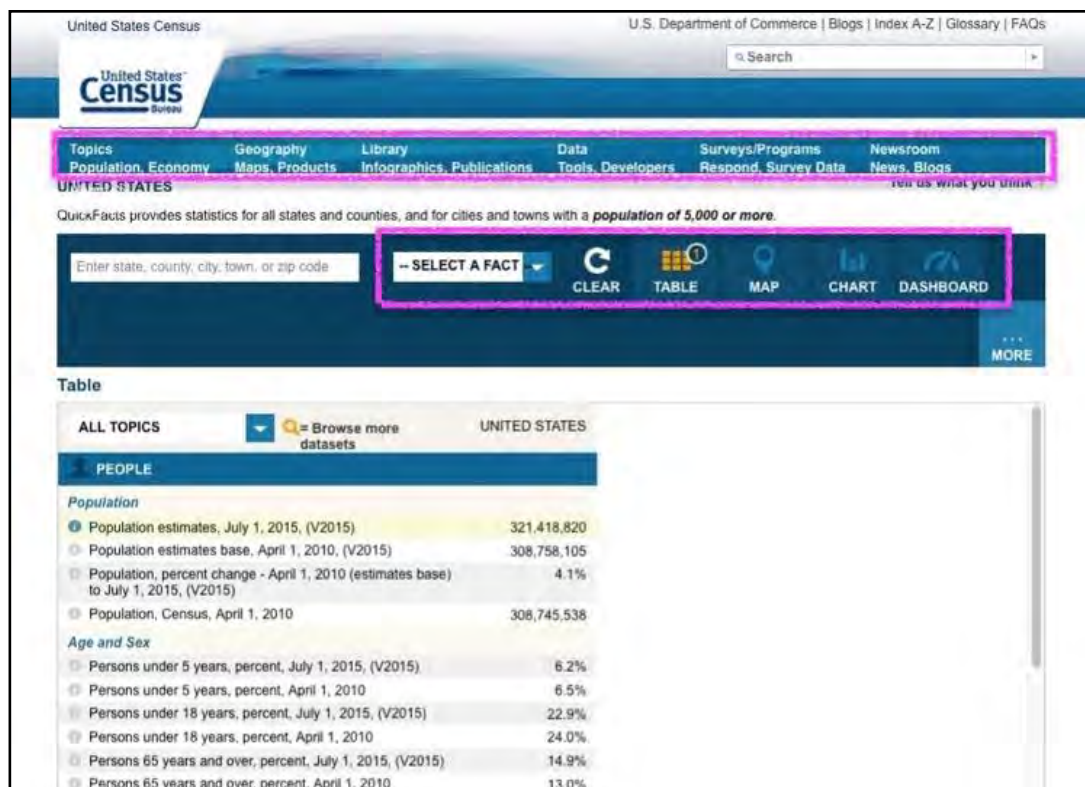 United States Census
U.S. Department of Commerce | Blogs | Index A-Z | Glossary | FAQs
Search
United States™
Census
Bureau
Topics Geography Library Data Surveys/Programs Newsroom
Population, Economy Maps, Products Infographics, Publications Tools, Developers Respond, Survey Data News, Blogs
UNITED STATES Tell us what you think
QuickFacts provides statistics for all states and counties, and for cities and towns with a population of 5,000 or more.
Enter state, county, city, town, or zip code
-- SELECT A FACT --
1
CLEAR TABLE MAP CHART DASHBOARD
...
MORE
Table
ALL TOPICS = Browse more UNITED STATES
datasets
PEOPLE
Population
Population estimates, July 1, 2015, (V2015) 321,418,820
Population estimates base, April 1, 2010, (V2015) 308,758,105
Population, percent change - April 1, 2010 (estimates base) 4.1%
to July 1, 2015, (V2015)
Population, Census, April 1, 2010 308,745,538
Age and Sex
Persons under 5 years, percent, July 1, 2015, (V2015) 6.2%
Persons under 5 years, percent, April 1, 2010 6.5%
Persons under 18 years, percent, July 1, 2015, (V2015) 22.9%
Persons under 18 years, percent, April 1, 2010 24.0%
Persons 65 years and over, percent, July 1, 2015, (V2015) 14.9%
Persons 65 years and over, percent, April 1, 2010 13.0%